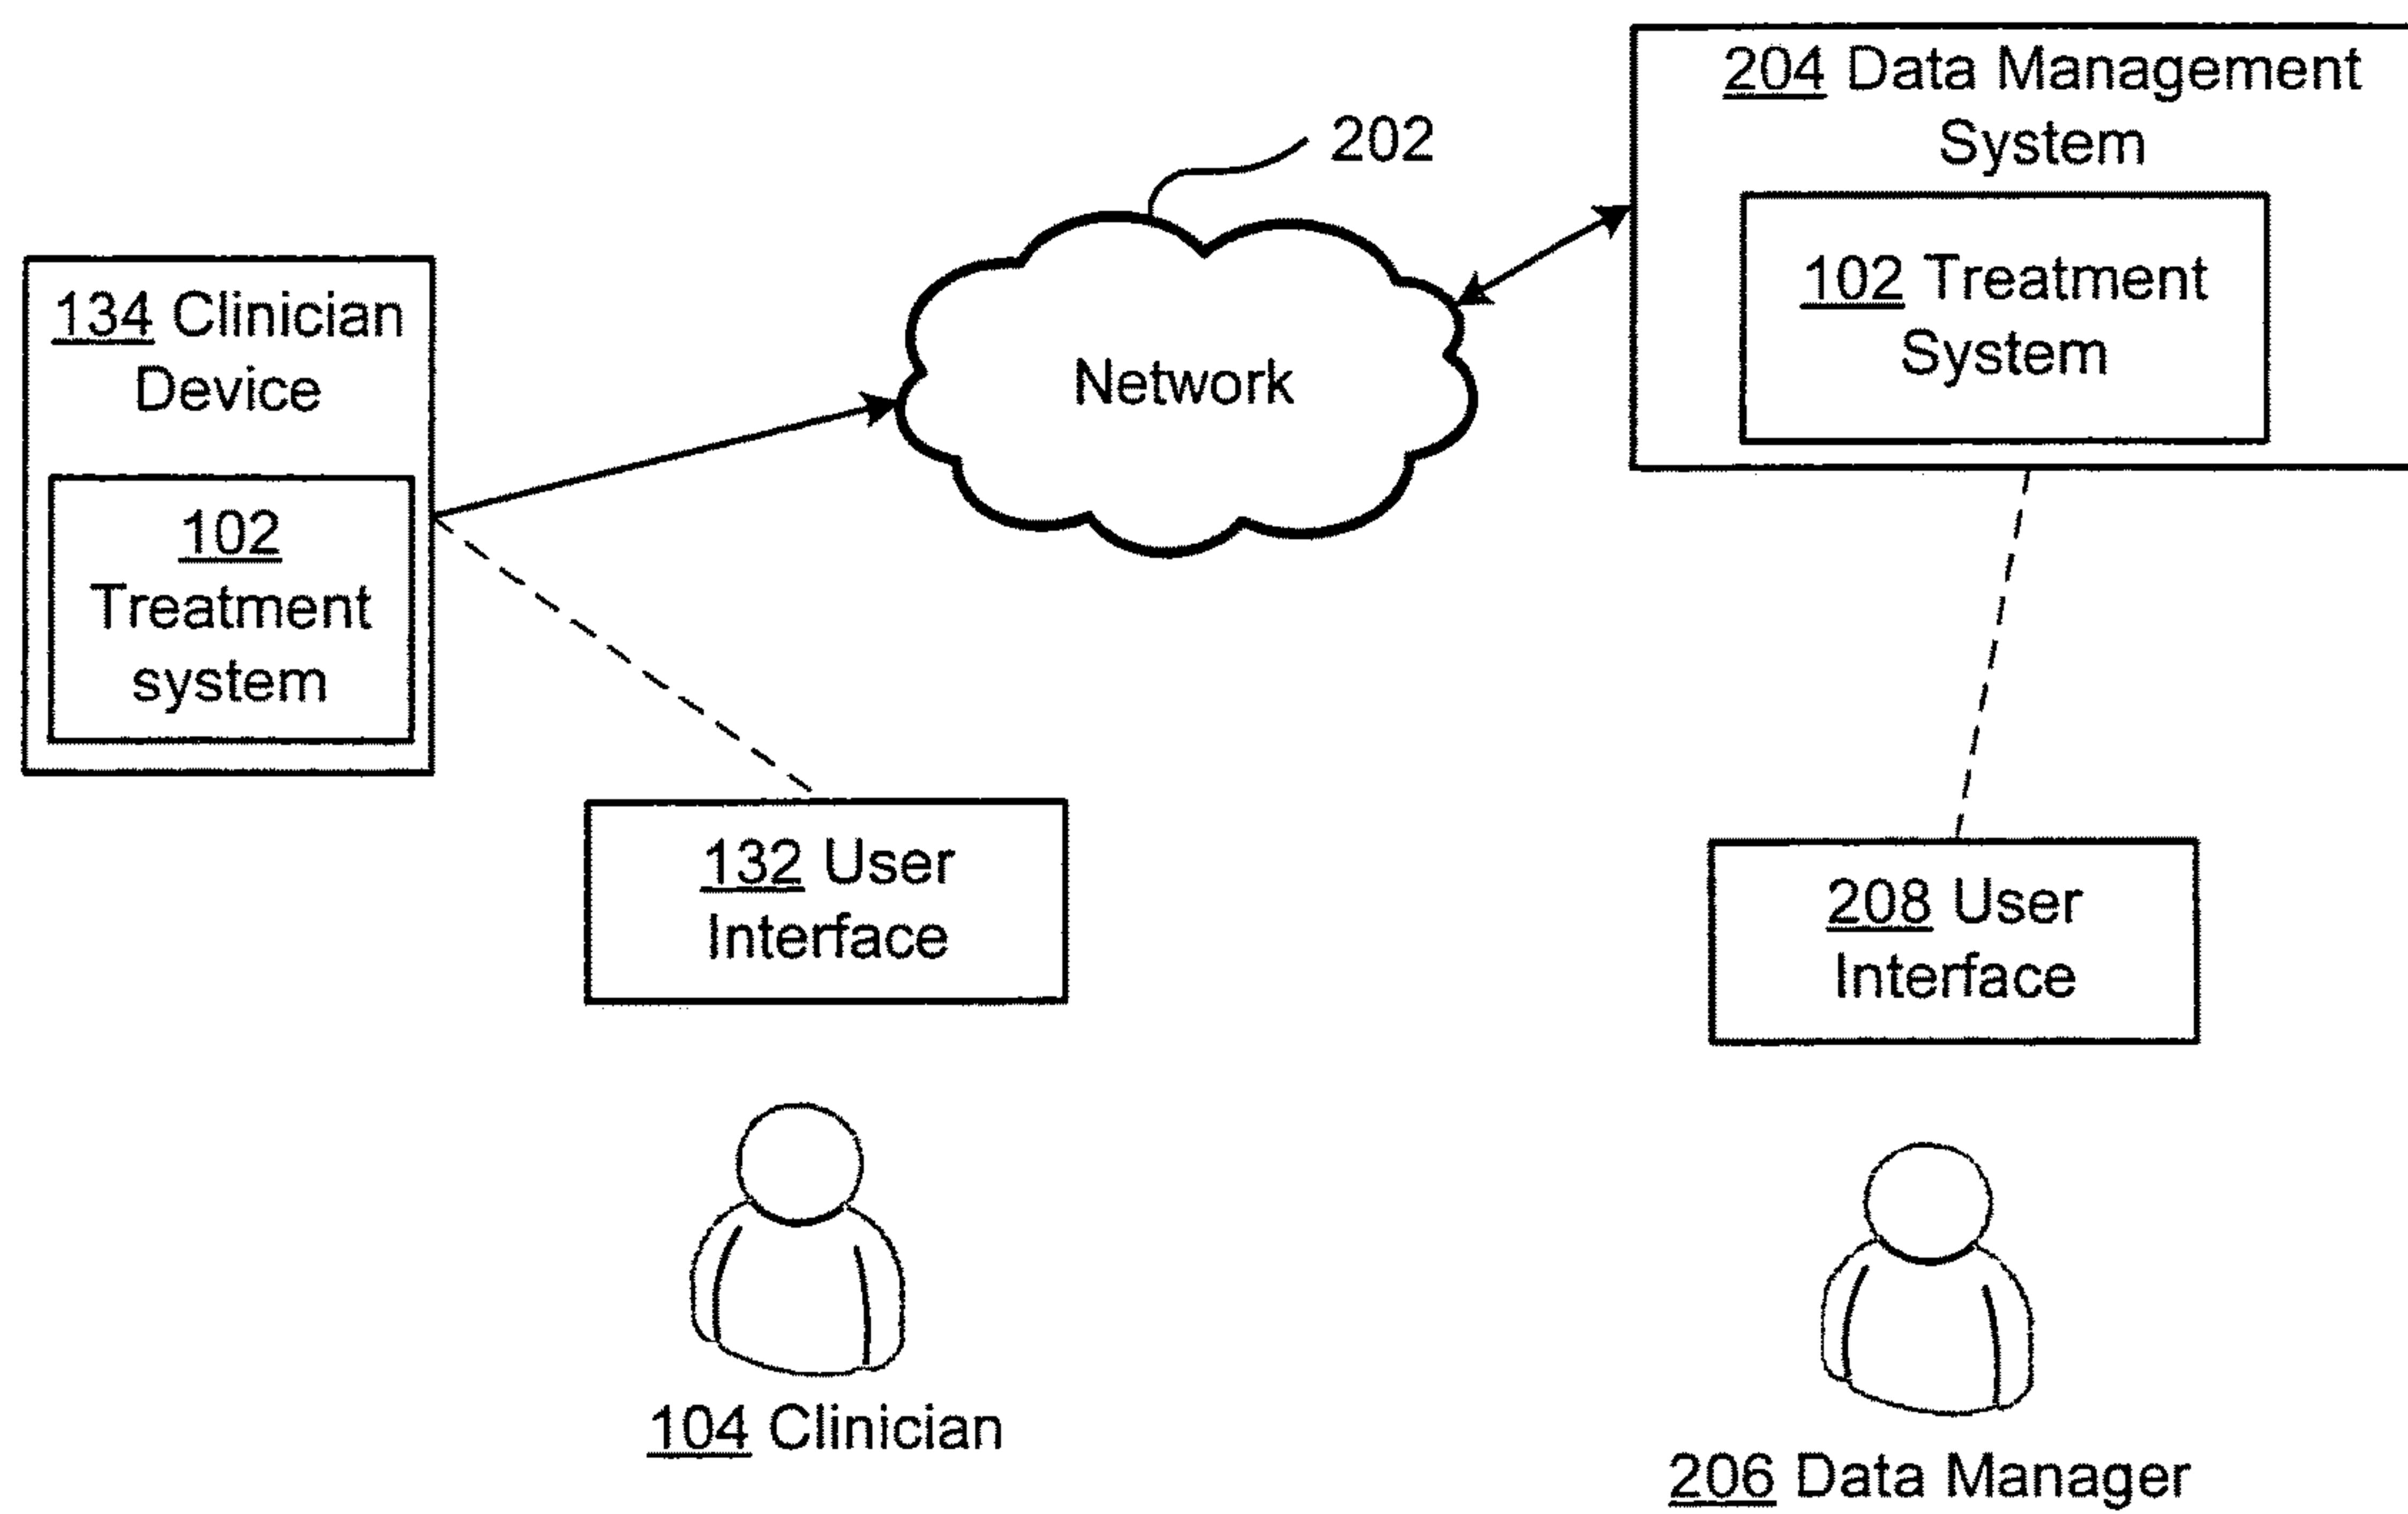 204 Data Management
System
202
102 Treatment
System
134 Clinician
Device
Network
102
Treatment
system
132 User
Interface
208 User
Interface
104 Clinician
206 Data Manager